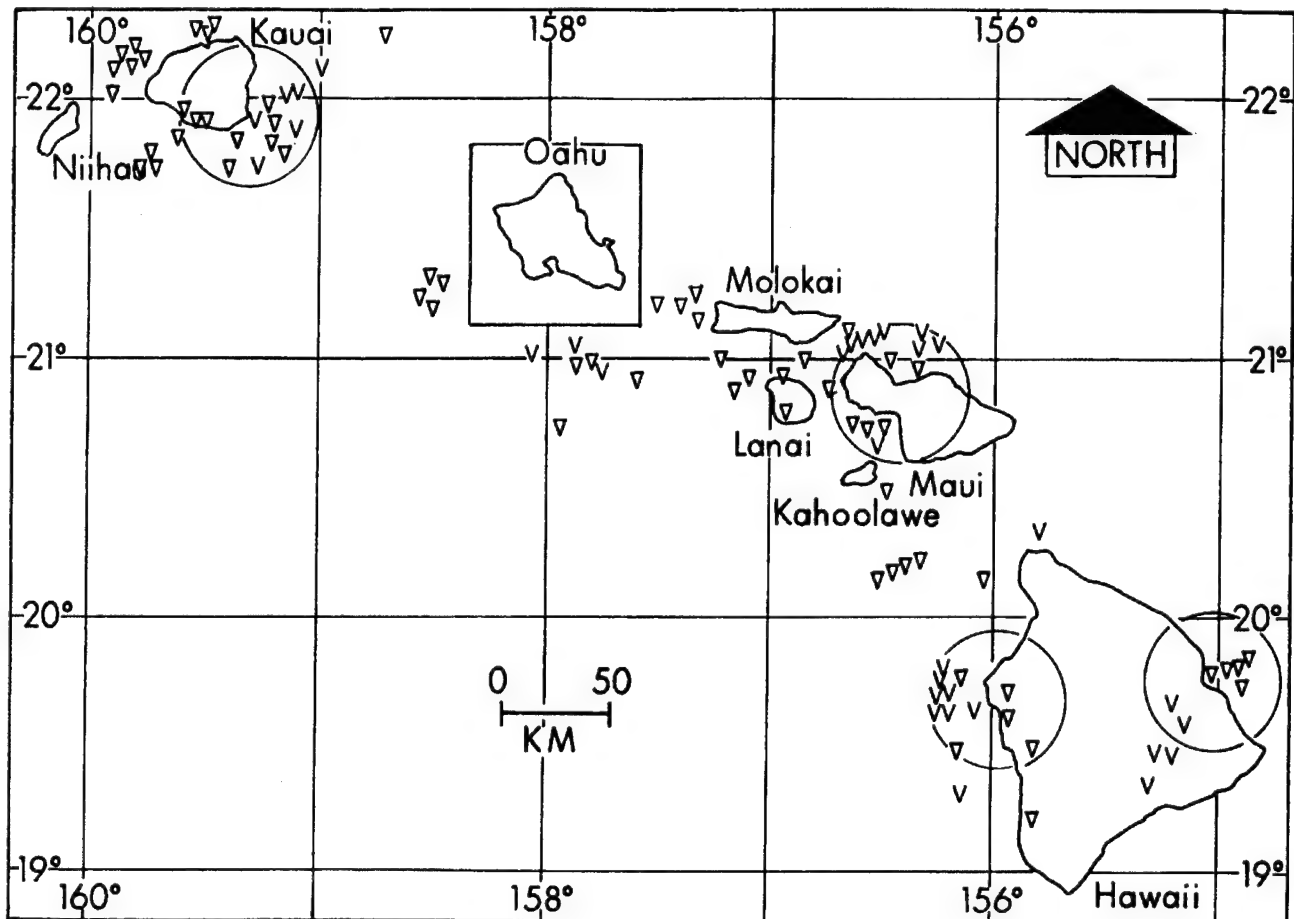 160° 158° 156°
Kauai
22° 22°
NORTH
Oahu
Niihau
Molokai
21° 21°
Lanai
Maui
Kahoolawe
20° 20°
0 50
KM
19° 19°
160° 158° 156°
Hawaii